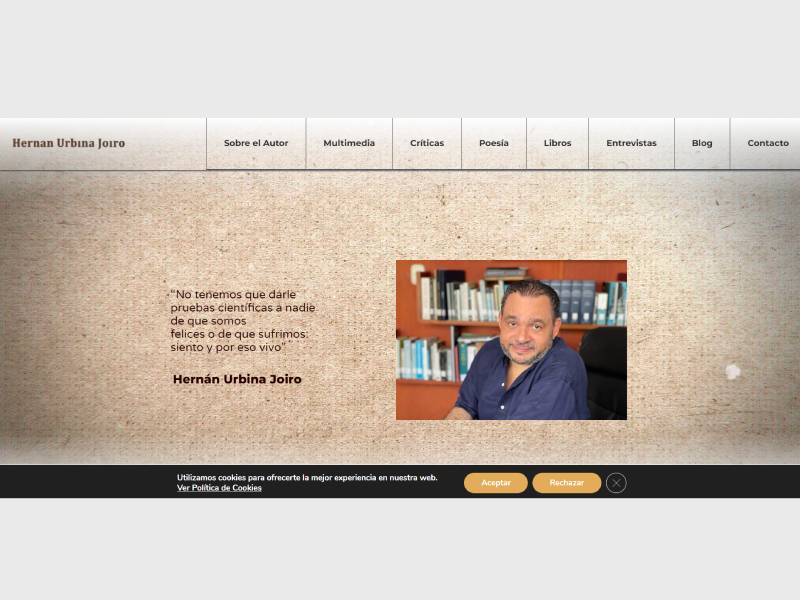 Hernan Urbina Joiro
Sobre el Autor
Multimedia
Críticas
Poesía
Libros
Entrevistas
Blog
Contacto
“No tenemos que darle
pruebas científicas a nadie
de que somos
felices o de que sufrimos:
siento y por eso vivo”
Hernán Urbina Joiro
Utilizamos cookies para ofrecerte la mejor experiencia en nuestra web.
Ver Política de Cookies
Aceptar
Rechazar